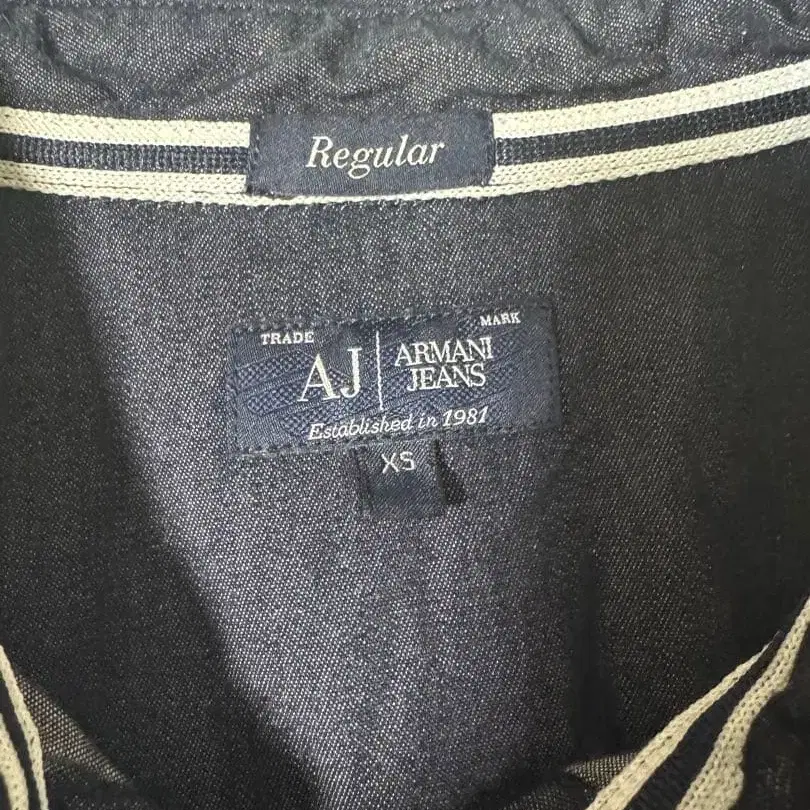 Regular
TRADE MARK
AJ ARMANI
JEANS
Established in 1981
XS